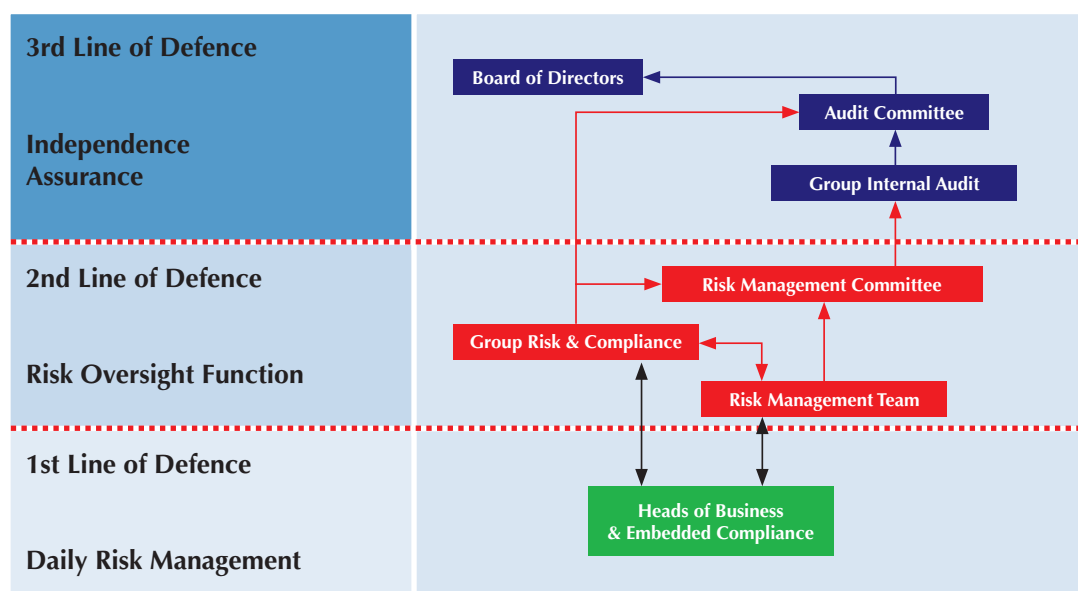 3rd Line of Defence
Independence
Assurance
Board of Directors
Audit Committee
Group Internal Audit
2nd Line of Defence
Risk Oversight Function
Risk Management Committee
Group Risk & Compliance
Risk Management Team
1st Line of Defence
Daily Risk Management
Heads of Business
& Embedded Compliance